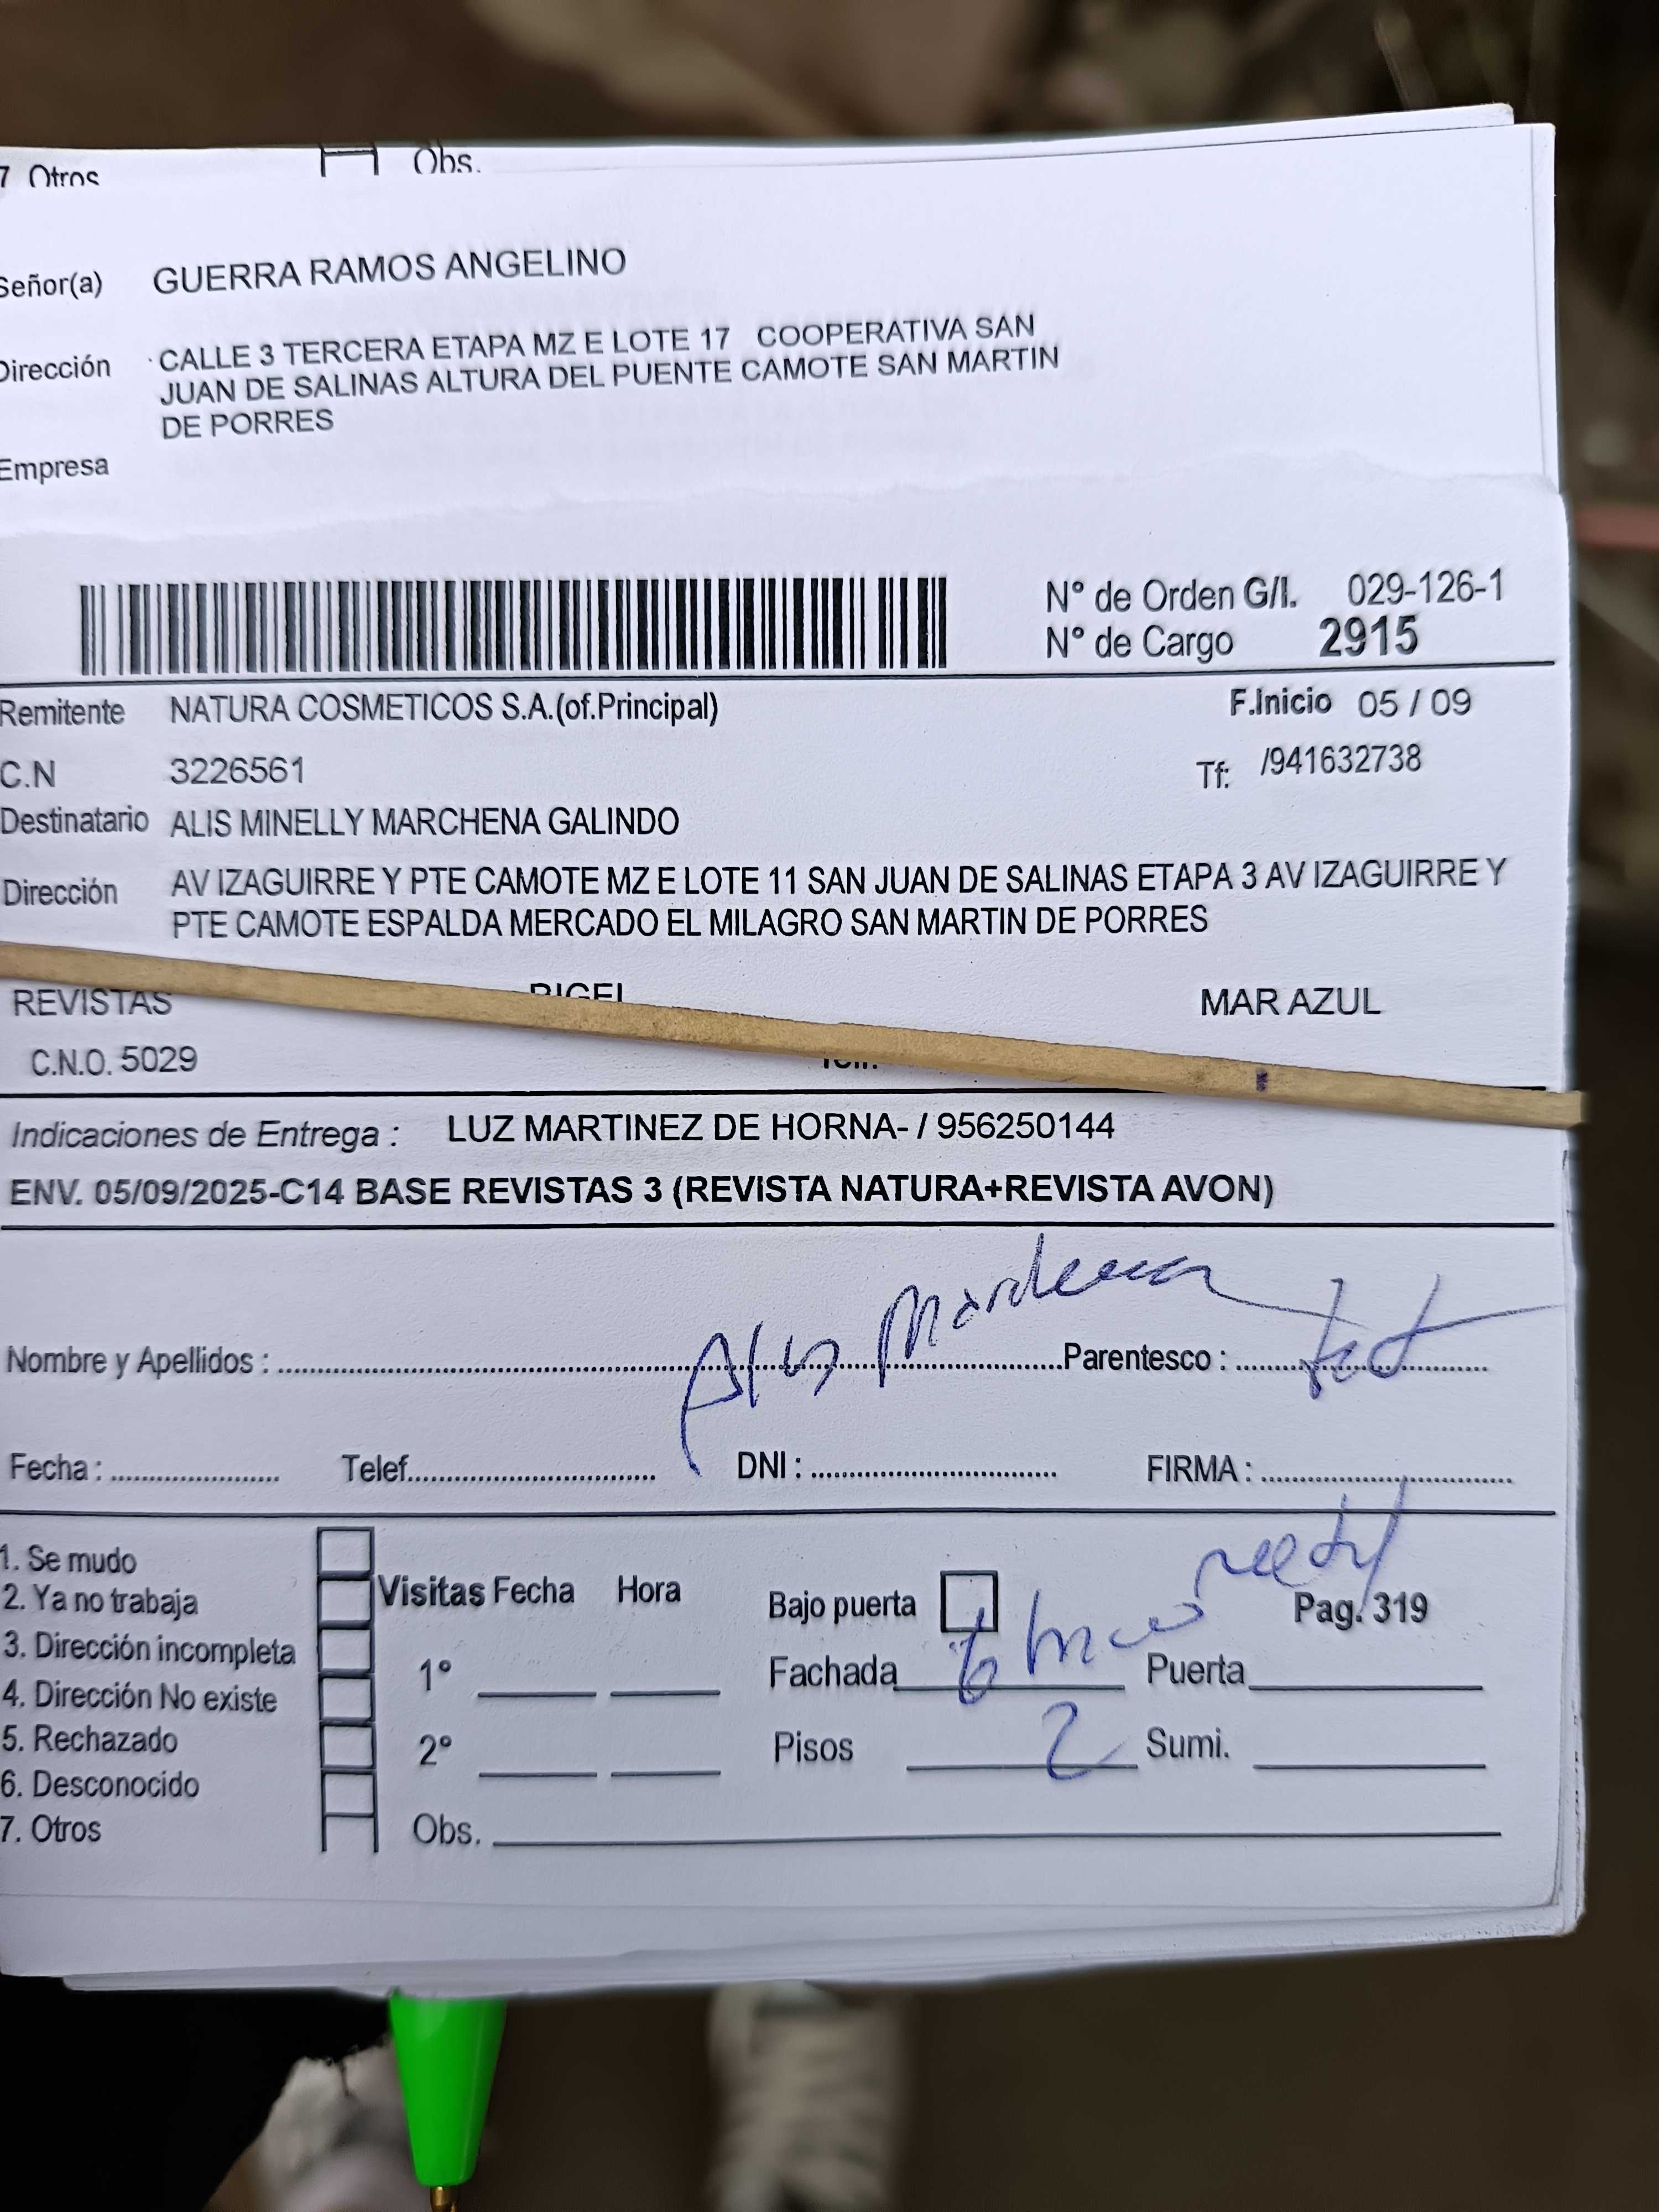 7 Otros Obs.
Señor(a) GUERRA RAMOS ANGELINO
Dirección CALLE 3 TERCERA ETAPA MZ E LOTE 17 COOPERATIVA SAN
JUAN DE SALINAS ALTURA DEL PUENTE CAMOTE SAN MARTIN
DE PORRES
Empresa
N° de Orden G/I. 029-126-1
N° de Cargo 2915
Remitente NATURA COSMETICOS S.A.(of.Principal) F.Inicio 05 / 09
C.N 3226561 Tf: /941632738
Destinatario ALIS MINELLY MARCHENA GALINDO
Dirección AV IZAGUIRRE Y PTE CAMOTE MZ E LOTE 11 SAN JUAN DE SALINAS ETAPA 3 AV IZAGUIRRE Y
PTE CAMOTE ESPALDA MERCADO EL MILAGRO SAN MARTIN DE PORRES
REVISTAS RIGEL MAR AZUL
C.N.O. 5029
Indicaciones de Entrega : LUZ MARTINEZ DE HORNA- / 956250144
ENV. 05/09/2025-C14 BASE REVISTAS 3 (REVISTA NATURA+REVISTA AVON)
Nombre y Apellidos : Alis Marchena Parentesco :
Fecha : Telef. DNI : FIRMA :
1. Se mudo
2. Ya no trabaja Visitas Fecha Hora Bajo puerta Pag. 319
3. Dirección incompleta
4. Dirección No existe 1° Fachada Puerta
5. Rechazado 2° Pisos 2 Sumi.
6. Desconocido
7. Otros Obs.